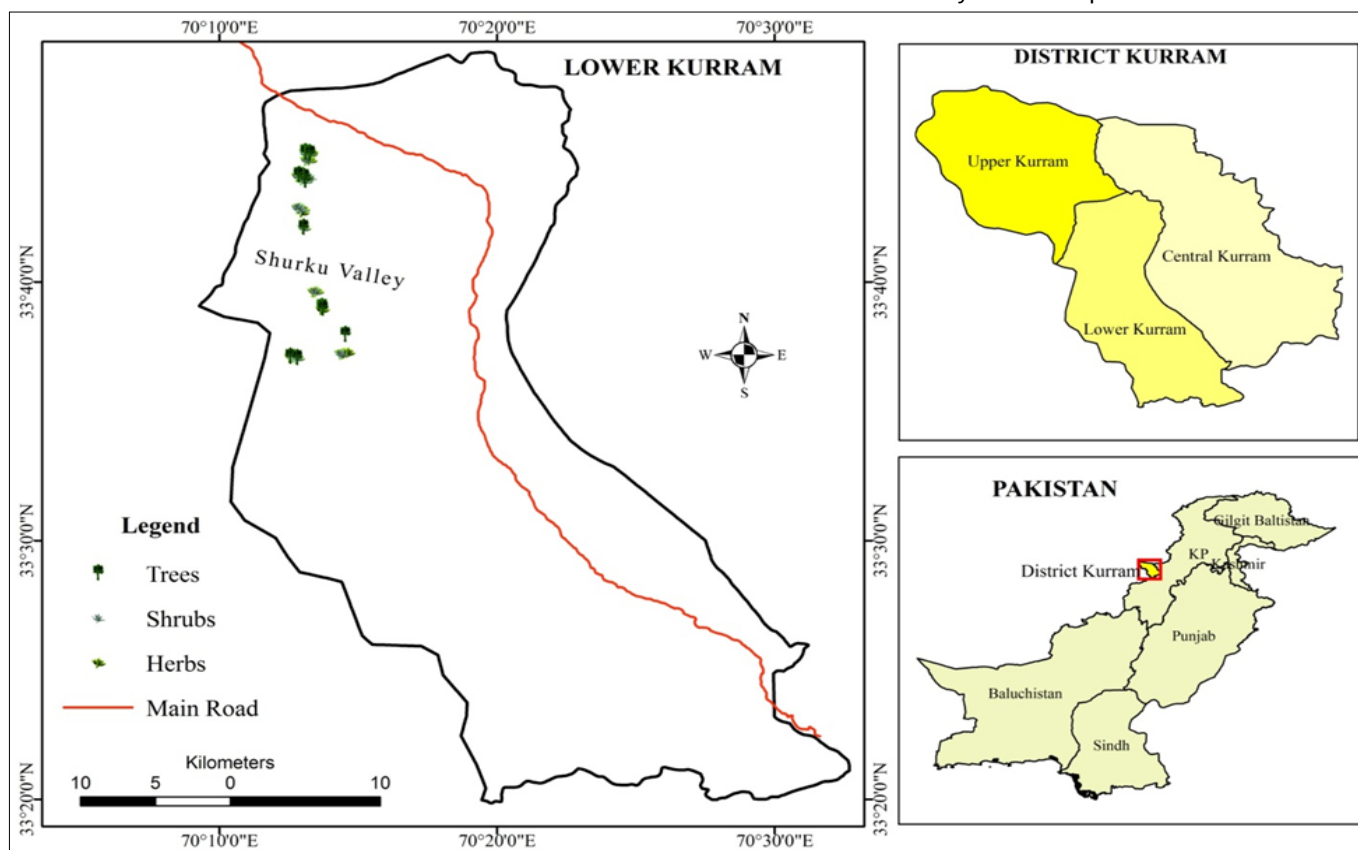 70°10'0"E 70°20'0"E 70°30'0"E
LOWER KURRAM
33°40'0"N
33°40'0"N
Shurku Valley
N
W E
S
33°30'0"N
33°30'0"N
Legend
Trees
Shrubs
Herbs
Main Road
Kilometers
10 5 0 10
33°20'0"N
33°20'0"N
70°10'0"E 70°20'0"E 70°30'0"E
DISTRICT KURRAM
Upper Kurram
Central Kurram
Lower Kurram
PAKISTAN
Gilgit Baltistan
KP
Kashmir
District Kurram
Punjab
Baluchistan
Sindh